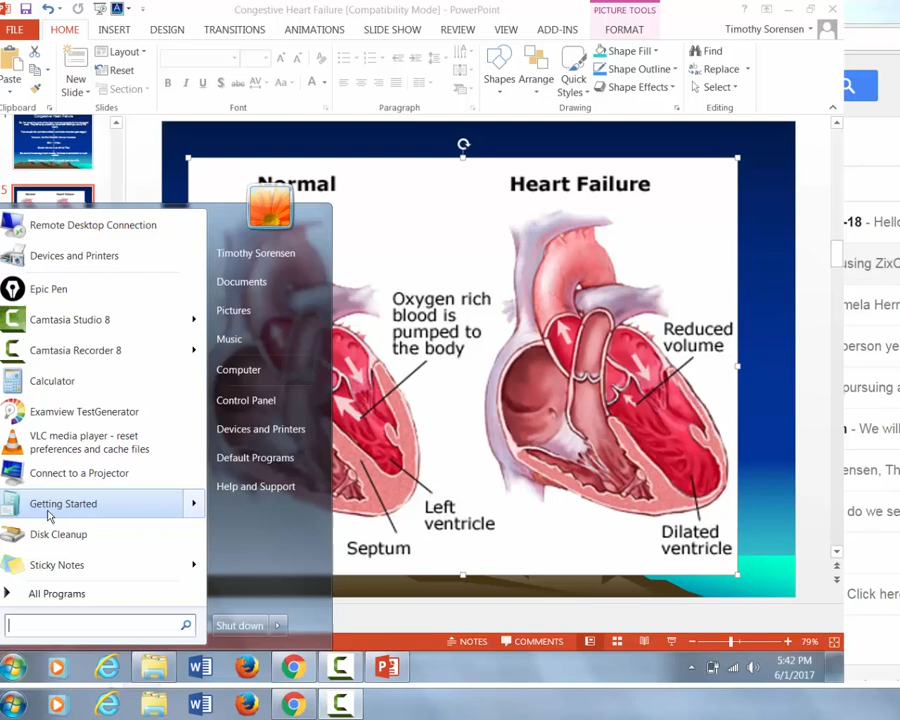 Congestive Heart Failure [Compatibility Mode] - PowerPoint
PICTURE TOOLS
FILE HOME INSERT DESIGN TRANSITIONS ANIMATIONS SLIDE SHOW REVIEW VIEW ADD-INS FORMAT
Timothy Sorensen
Paste
New
Slide
Layout
Reset
Section
Shapes
Arrange
Quick
Styles
Shape Fill
Shape Outline
Shape Effects
Find
Replace
Select
Clipboard
Slides
Font
Paragraph
Drawing
Editing
Congestive Heart Failure
5
Normal
Heart Failure
Remote Desktop Connection
Devices and Printers
Epic Pen
Camtasia Studio 8
Camtasia Recorder 8
Calculator
Examview TestGenerator
VLC media player - reset
preferences and cache files
Connect to a Projector
Getting Started
Disk Cleanup
Sticky Notes
All Programs
Timothy Sorensen
Documents
Pictures
Music
Computer
Control Panel
Devices and Printers
Default Programs
Help and Support
Shut down
Oxygen rich
blood is
pumped to
the body
Left
ventricle
Septum
Reduced
volume
Dilated
ventricle
-18 - Hello
using ZixC
mela Herm
person ye
pursuing a
n - We will
ensen, Th
do we se
Click here
NOTES
COMMENTS
79%
5:42 PM
6/1/2017